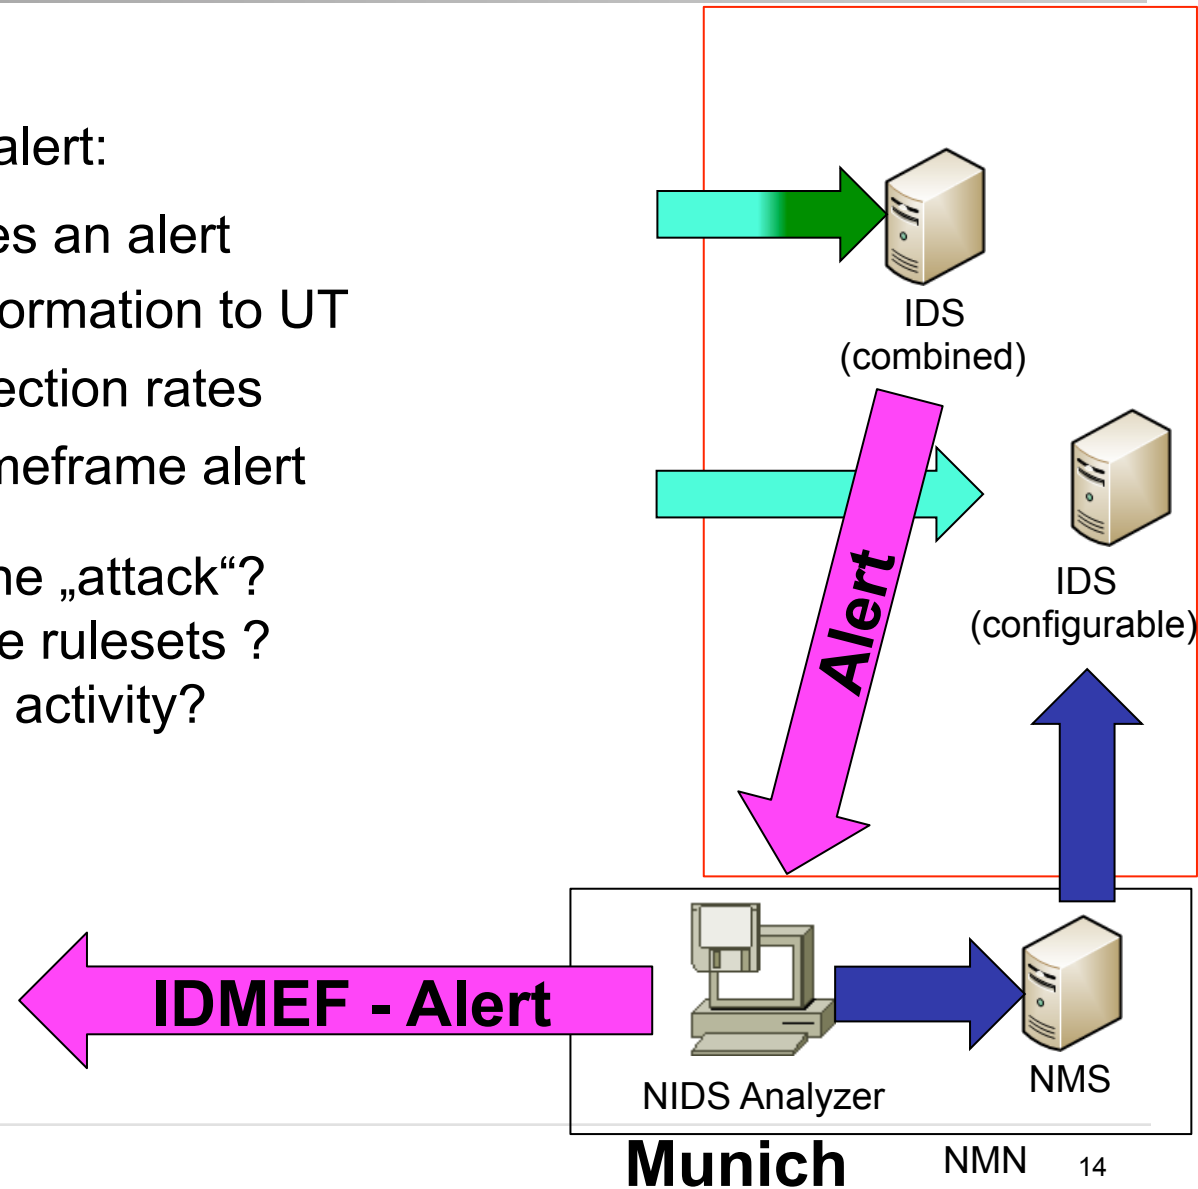 alert:
es an alert
ormation to UT
ection rates
meframe alert
ne „attack“?
e rulesets ?
activity?
IDS
(combined)
IDS
(configurable)
Alert
IDMEF - Alert
NIDS Analyzer
NMS
Munich
NMN
14